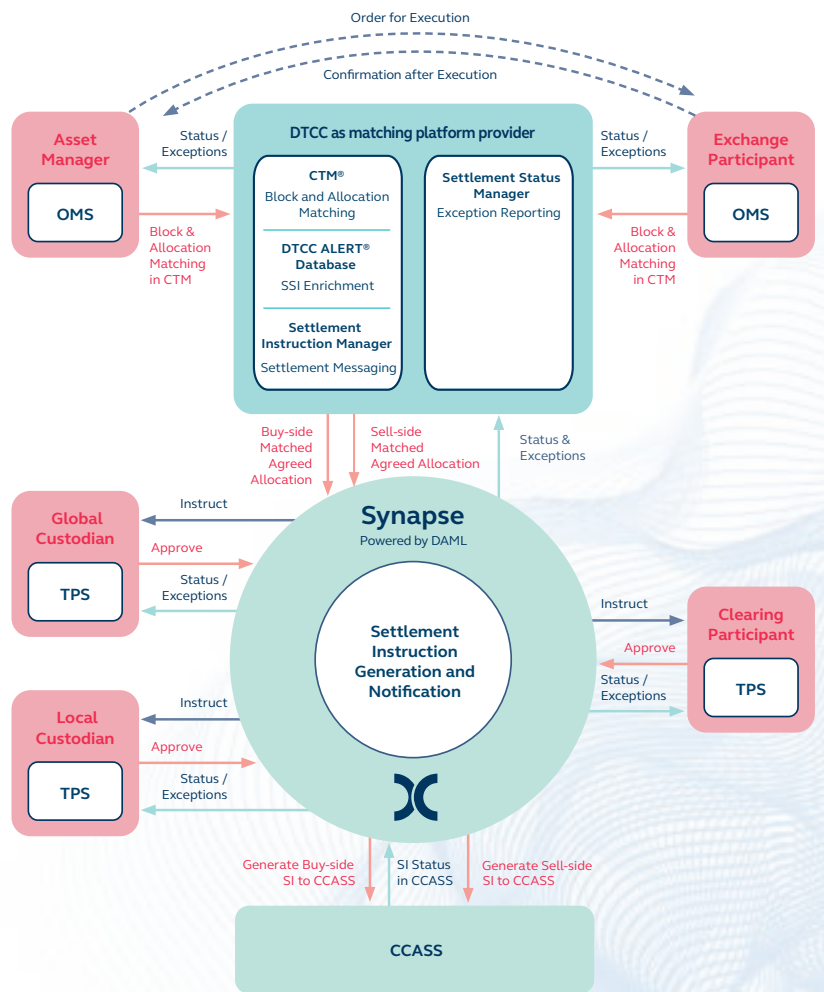 Order for Execution
Confirmation after Execution
Asset
Manager
OMS
Status /
Exceptions
Block &
Allocation
Matching
in CTM
DTCC as matching platform provider
CTM®
Block and Allocation
Matching
DTCC ALERT®
Database
SSI Enrichment
Settlement
Instruction Manager
Settlement Messaging
Settlement Status
Manager
Exception Reporting
Status /
Exceptions
Block &
Allocation
Matching
in CTM
Exchange
Participant
OMS
Buy-side
Matched
Agreed
Allocation
Sell-side
Matched
Agreed Allocation
Status &
Exceptions
Global
Custodian
TPS
Instruct
Approve
Status /
Exceptions
Synapse
Powered by DAML
Settlement
Instruction
Generation and
Notification
Instruct
Approve
Status /
Exceptions
Clearing
Participant
TPS
Local
Custodian
TPS
Instruct
Approve
Status /
Exceptions
Generate Buy-side
SI to CCASS
SI Status
in CCASS
Generate Sell-side
SI to CCASS
CCASS